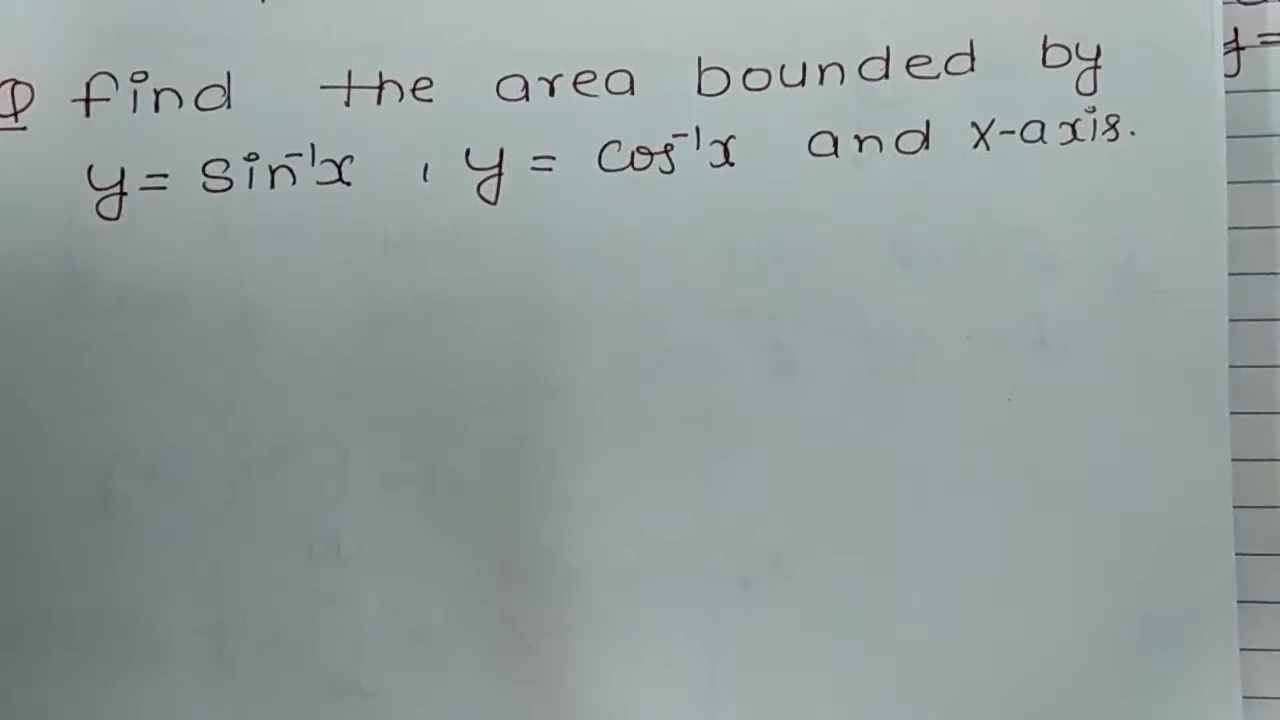 Q find the area bounded by
y = sin⁻¹x , y = cos⁻¹x and x-axis.
y=